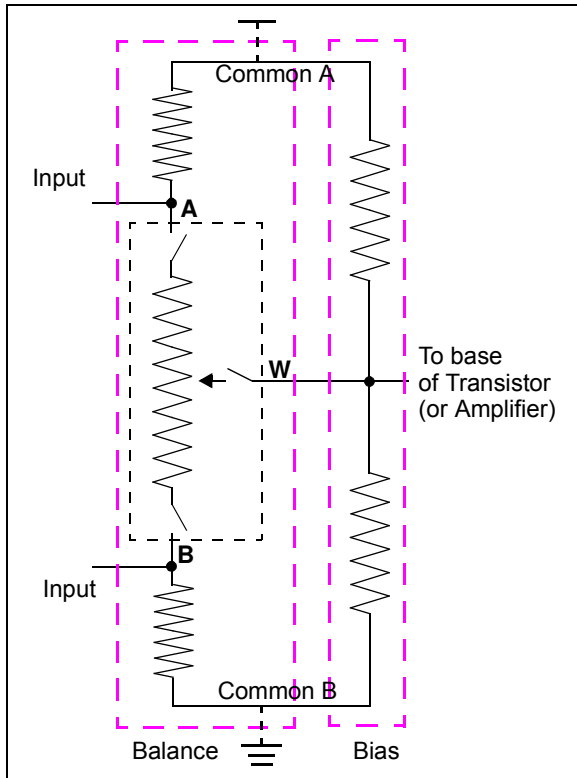 Common A
Input
A
W
To base
of Transistor
(or Amplifier)
B
Input
Common B
Balance
Bias